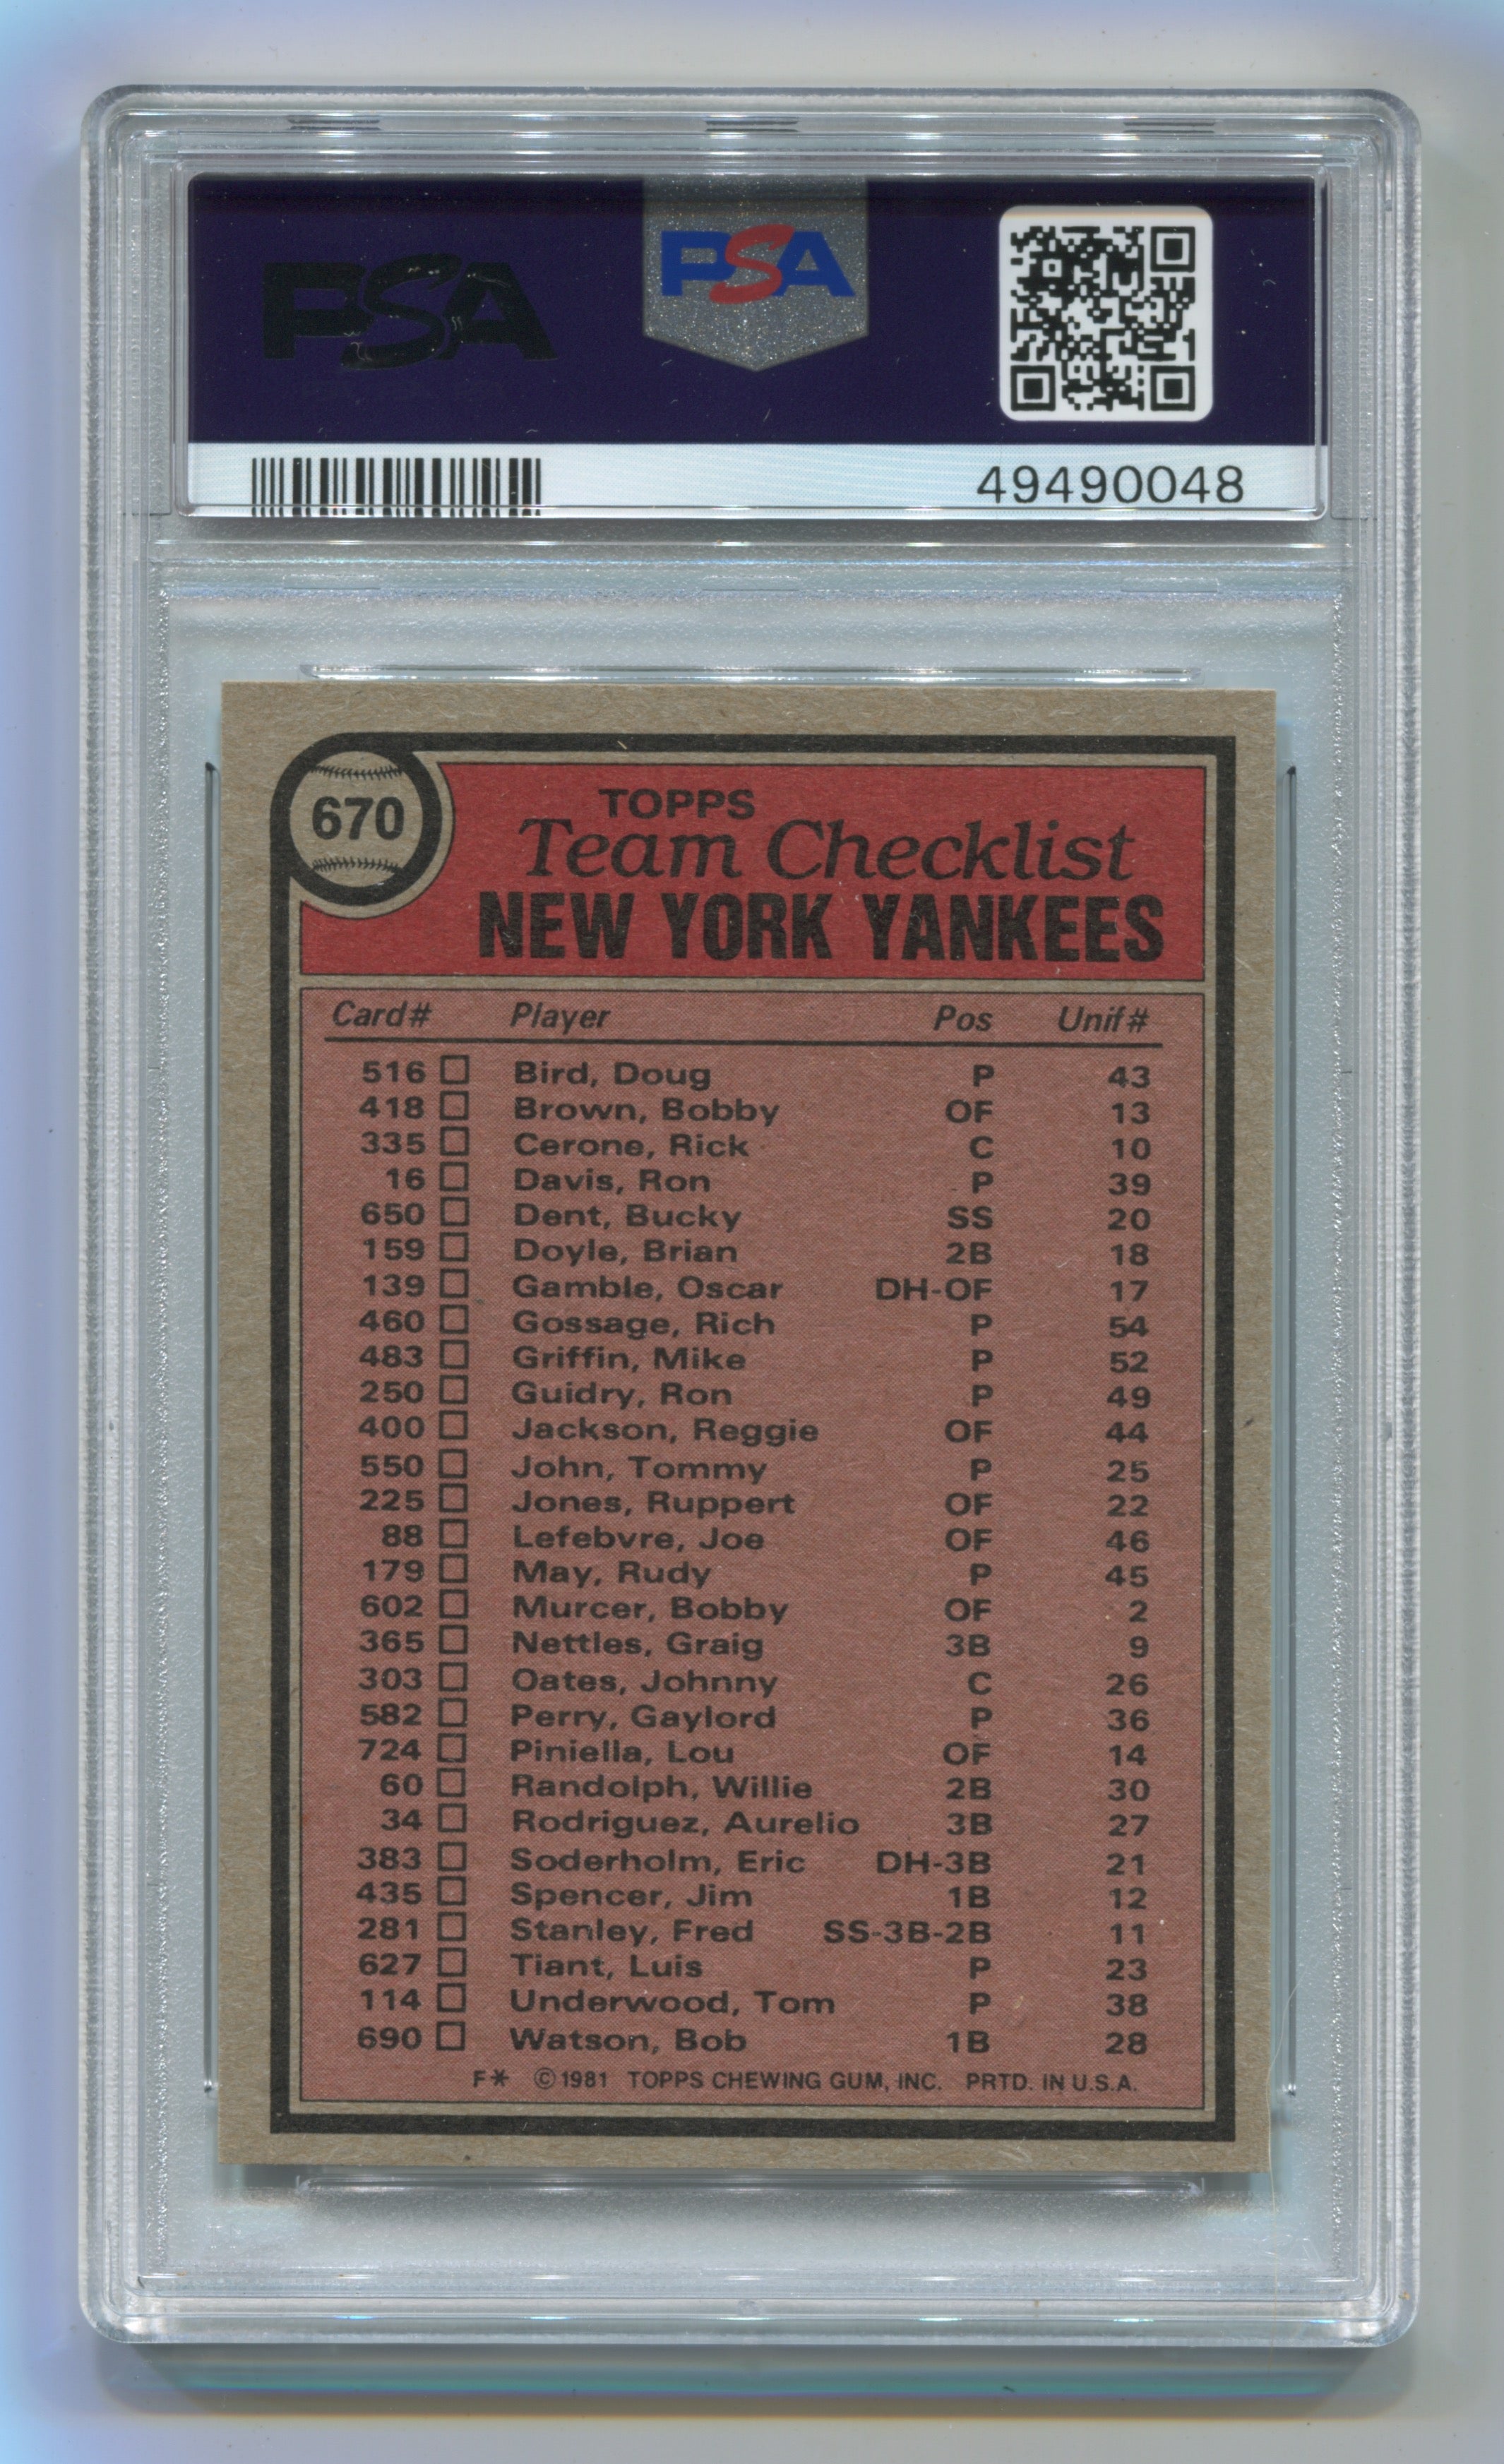 PSA PSA
49490048
670
TOPPS
Team Checklist
NEW YORK YANKEES
Card# Player Pos Unif#
516 ☐ Bird, Doug P 43
418 ☐ Brown, Bobby OF 13
335 ☐ Cerone, Rick C 10
16 ☐ Davis, Ron P 39
650 ☐ Dent, Bucky SS 20
159 ☐ Doyle, Brian 2B 18
139 ☐ Gamble, Oscar DH-OF 17
460 ☐ Gossage, Rich P 54
483 ☐ Griffin, Mike P 52
250 ☐ Guidry, Ron P 49
400 ☐ Jackson, Reggie OF 44
550 ☐ John, Tommy P 25
225 ☐ Jones, Ruppert OF 22
88 ☐ Lefebvre, Joe OF 46
179 ☐ May, Rudy P 45
602 ☐ Murcer, Bobby OF 2
365 ☐ Nettles, Graig 3B 9
303 ☐ Oates, Johnny C 26
582 ☐ Perry, Gaylord P 36
724 ☐ Piniella, Lou OF 14
60 ☐ Randolph, Willie 2B 30
34 ☐ Rodriguez, Aurelio 3B 27
383 ☐ Soderholm, Eric DH-3B 21
435 ☐ Spencer, Jim 1B 12
281 ☐ Stanley, Fred SS-3B-2B 11
627 ☐ Tiant, Luis P 23
114 ☐ Underwood, Tom P 38
690 ☐ Watson, Bob 1B 28
F* ©1981 TOPPS CHEWING GUM, INC. PRTD. IN U.S.A.